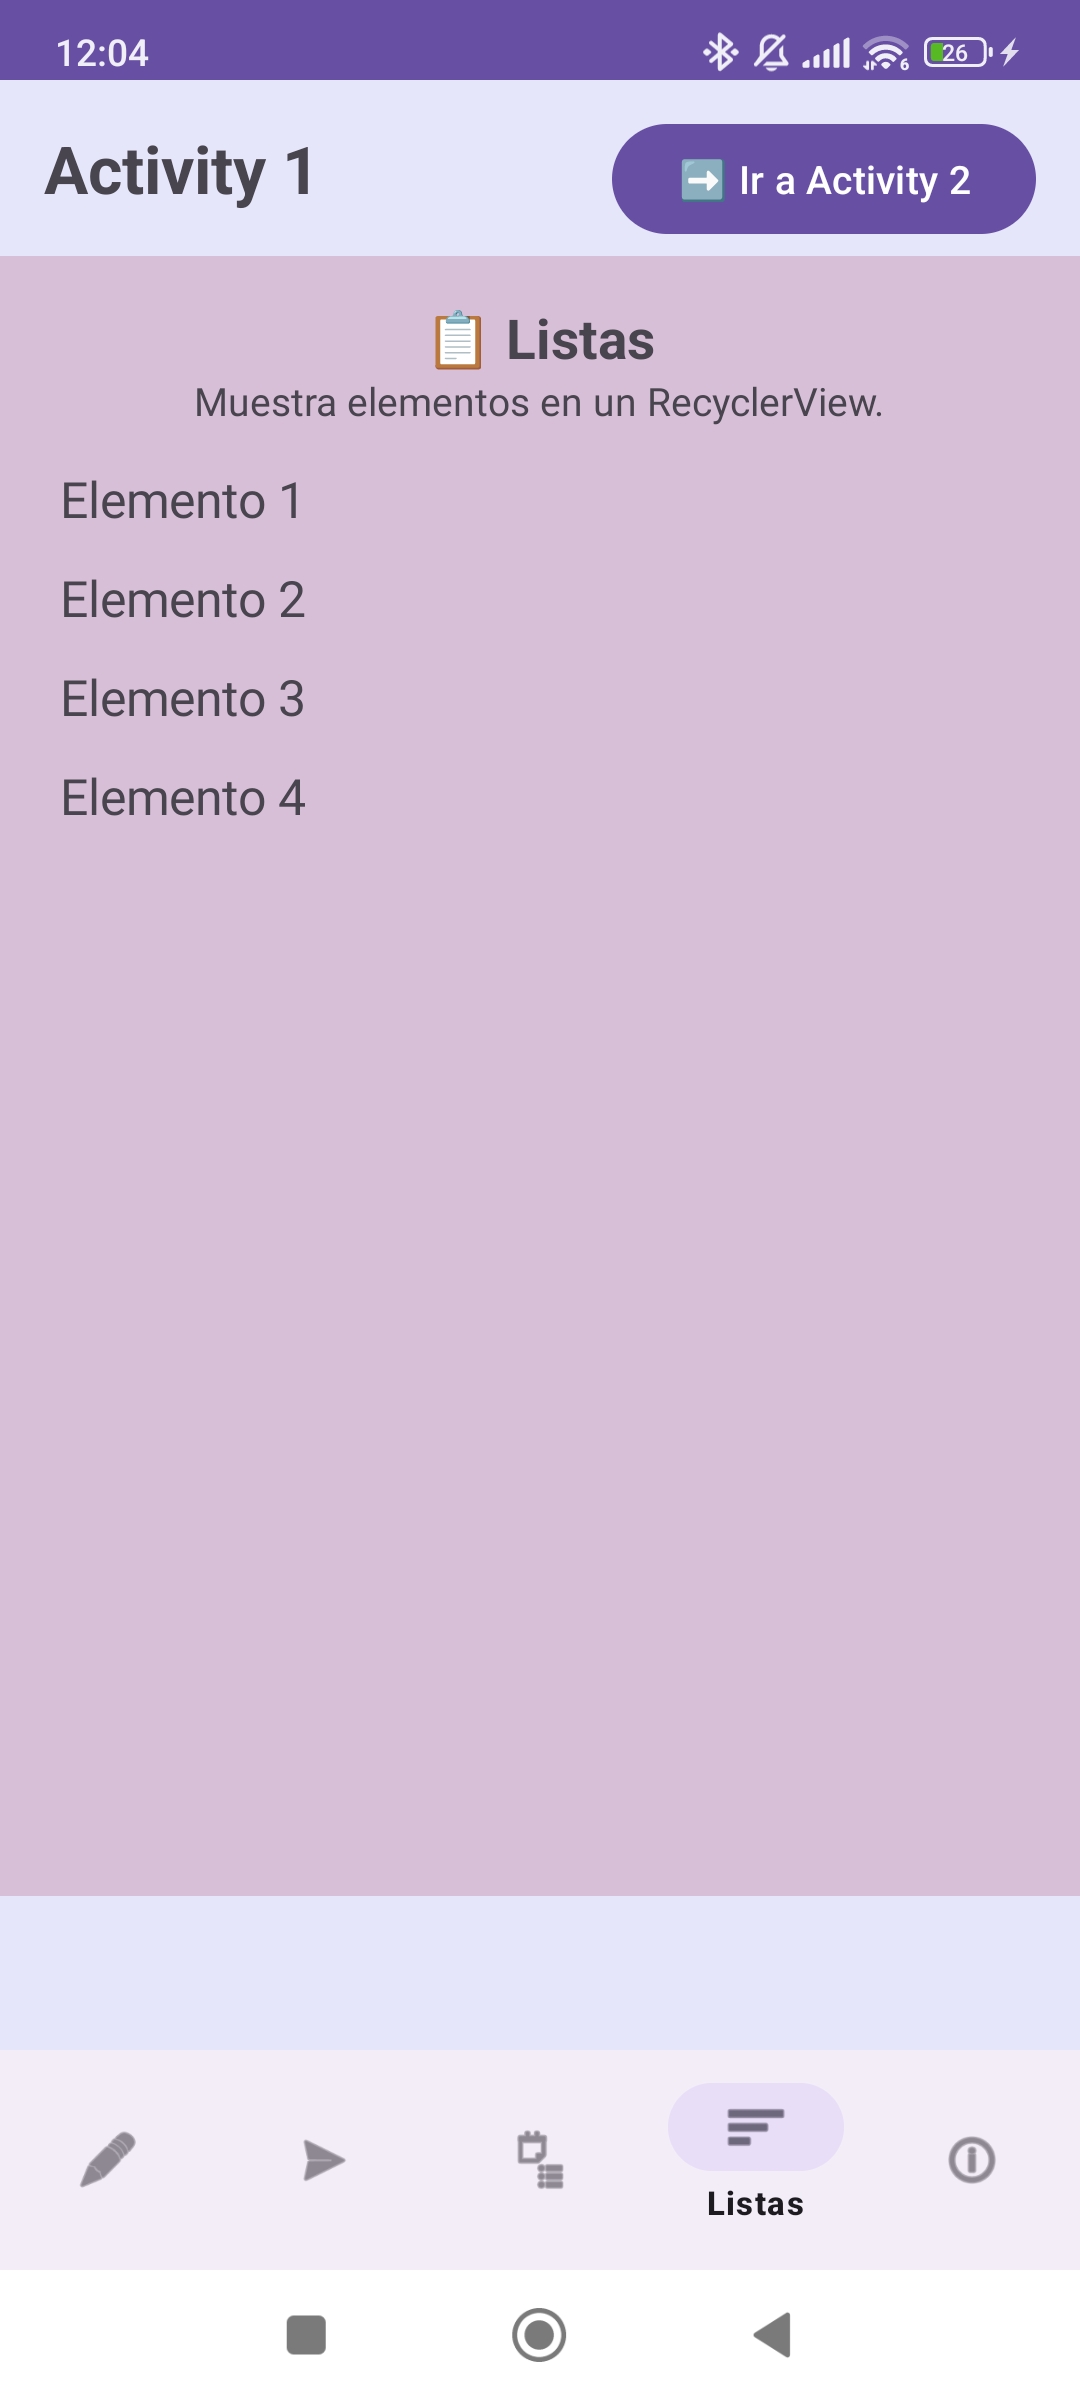 12:04
6
26
Activity 1
➡️ Ir a Activity 2
📋 Listas
Muestra elementos en un RecyclerView.
Elemento 1
Elemento 2
Elemento 3
Elemento 4
Listas